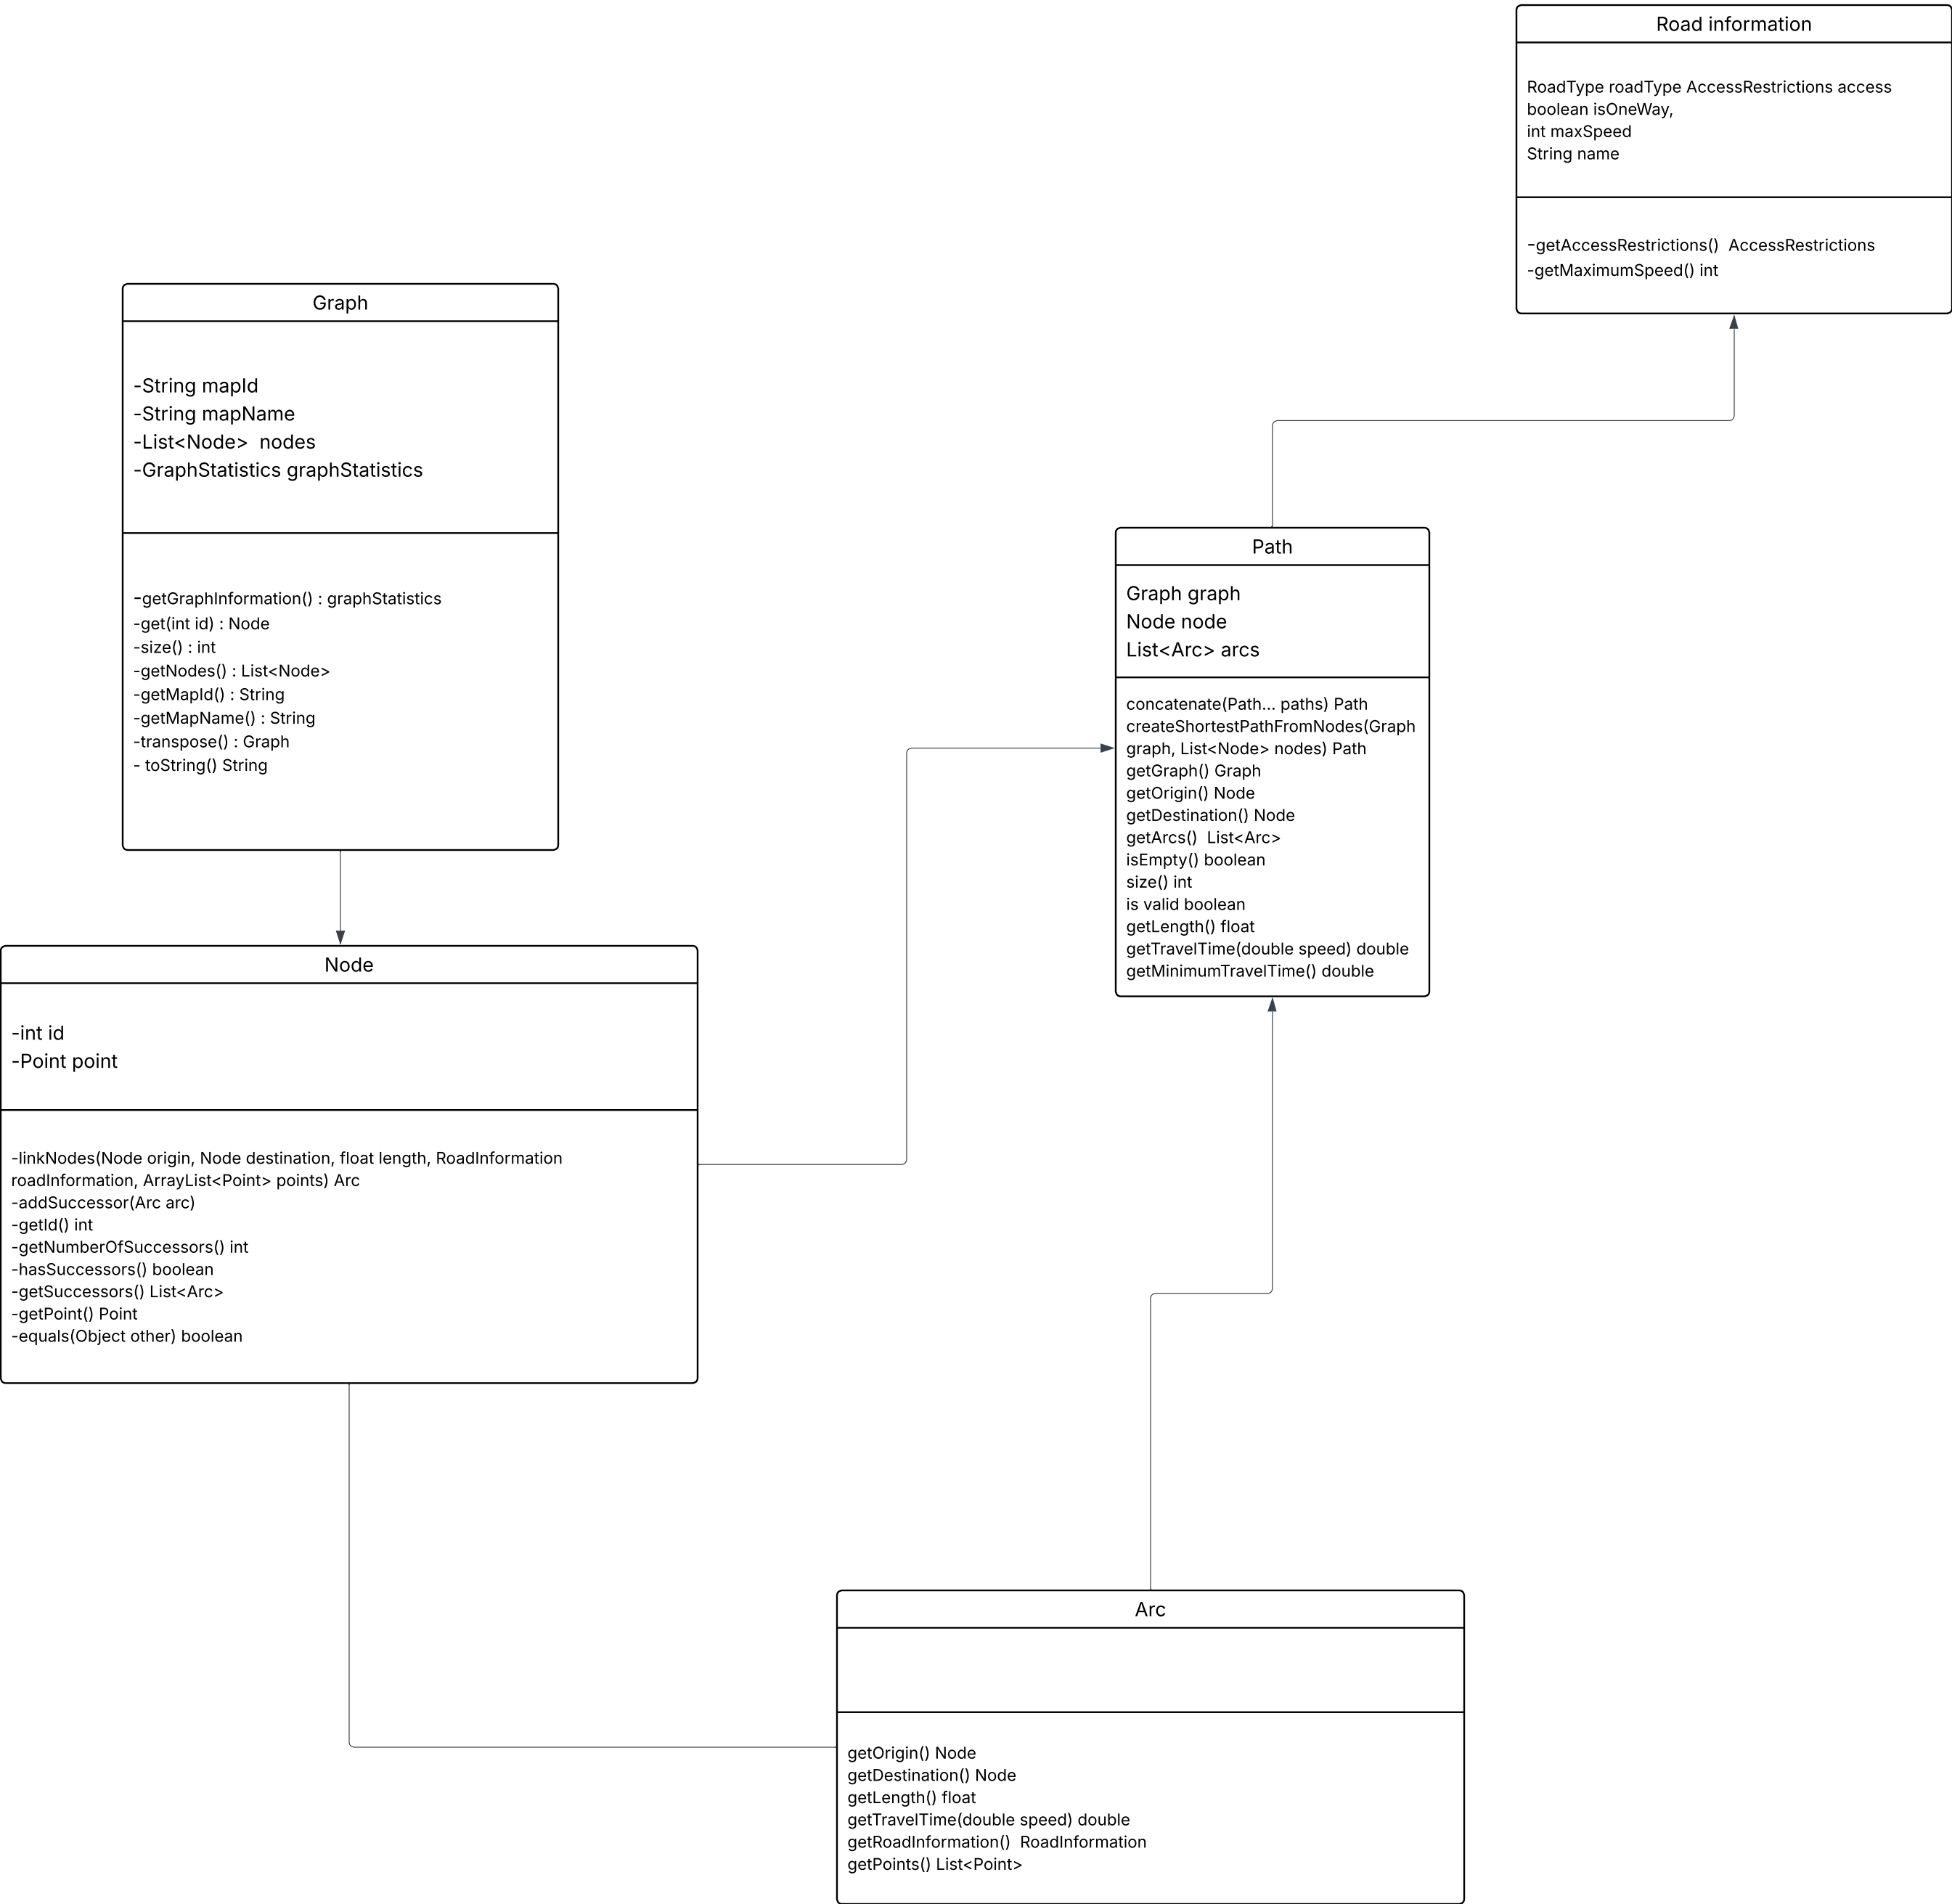 Road information
RoadType roadType AccessRestrictions access
boolean isOneWay,
int maxSpeed
String name
-getAccessRestrictions()  AccessRestrictions
-getMaximumSpeed() int
Graph
-String mapId
-String mapName
-List<Node>  nodes
-GraphStatistics graphStatistics
-getGraphInformation() : graphStatistics
-get(int id) : Node
-size() : int
-getNodes() : List<Node>
-getMapId() : String
-getMapName() : String
-transpose() : Graph
- toString() String
Path
Graph graph
Node node
List<Arc> arcs
concatenate(Path... paths) Path
createShortestPathFromNodes(Graph
graph, List<Node> nodes) Path
getGraph() Graph
getOrigin() Node
getDestination() Node
getArcs()  List<Arc>
isEmpty() boolean
size() int
is valid boolean
getLength() float
getTravelTime(double speed) double
getMinimumTravelTime() double
Node
-int id
-Point point
-linkNodes(Node origin, Node destination, float length, RoadInformation
roadInformation, ArrayList<Point> points) Arc
-addSuccessor(Arc arc)
-getId() int
-getNumberOfSuccessors() int
-hasSuccessors() boolean
-getSuccessors() List<Arc>
-getPoint() Point
-equals(Object other) boolean
Arc
getOrigin() Node
getDestination() Node
getLength() float
getTravelTime(double speed) double
getRoadInformation()  RoadInformation
getPoints() List<Point>